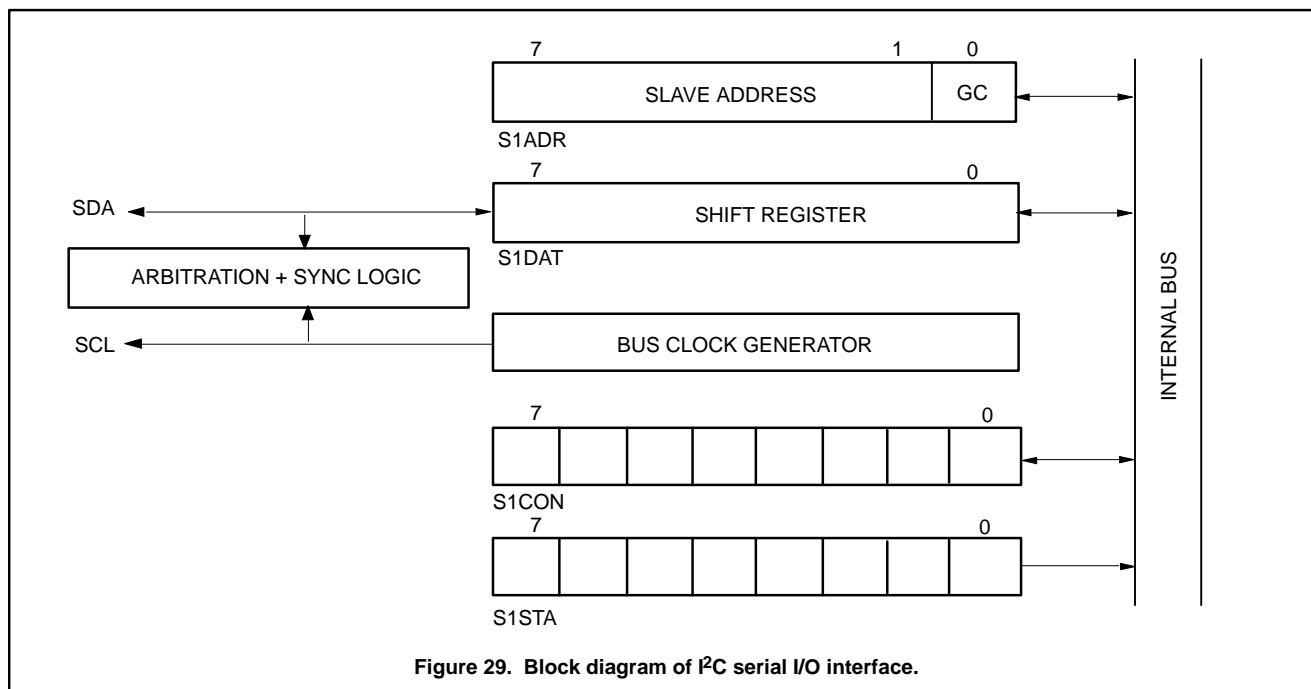 7 1 0
SLAVE ADDRESS GC
S1ADR
7 0
SDA SHIFT REGISTER
S1DAT
ARBITRATION + SYNC LOGIC
SCL BUS CLOCK GENERATOR
INTERNAL BUS
7 0
S1CON
7 0
S1STA
Figure 29. Block diagram of I²C serial I/O interface.